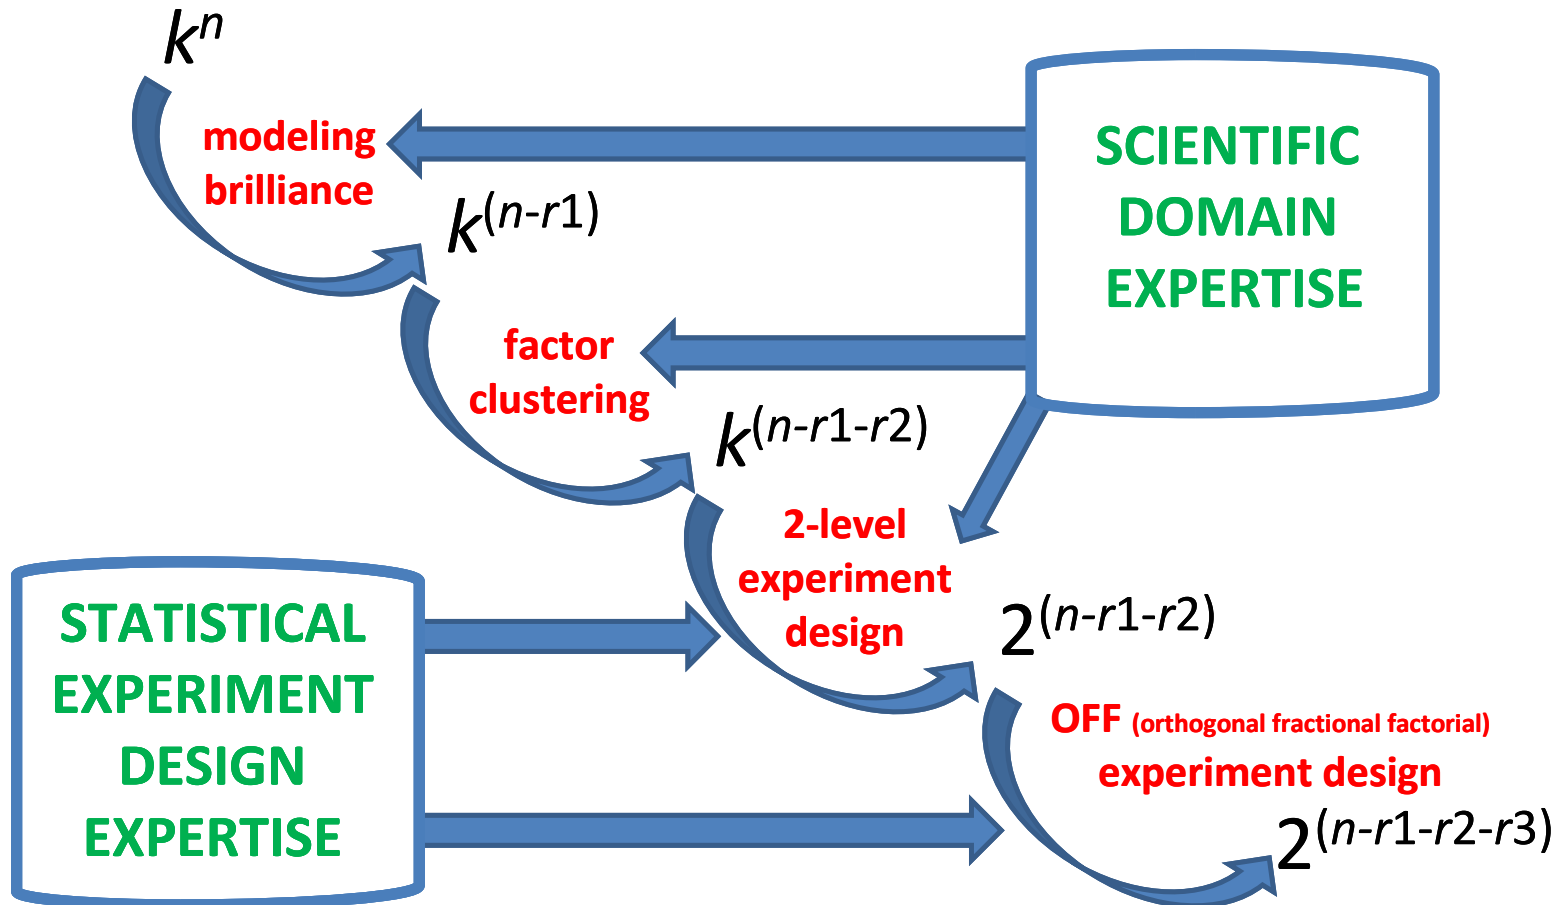 kⁿ
modeling
brilliance
k^(n-r1)
SCIENTIFIC
DOMAIN
EXPERTISE
factor
clustering
k^(n-r1-r2)
2-level
experiment
design
2^(n-r1-r2)
STATISTICAL
EXPERIMENT
DESIGN
EXPERTISE
OFF (orthogonal fractional factorial)
experiment design
2^(n-r1-r2-r3)